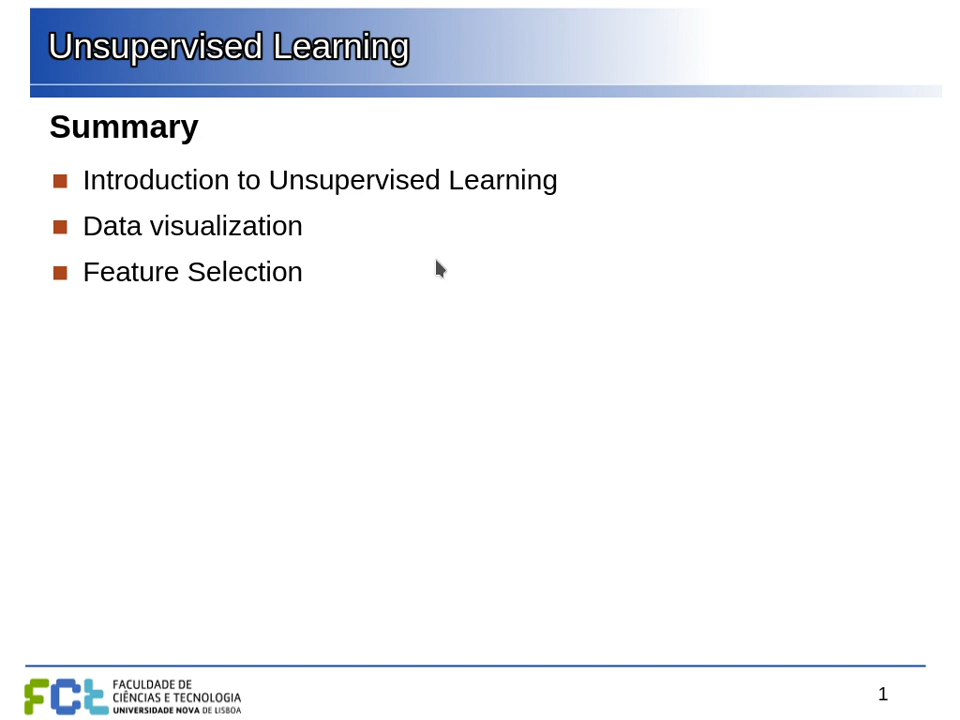 Unsupervised Learning
Summary
Introduction to Unsupervised Learning
Data visualization
Feature Selection
FCt
FACULDADE DE
CIÊNCIAS E TECNOLOGIA
UNIVERSIDADE NOVA DE LISBOA
1